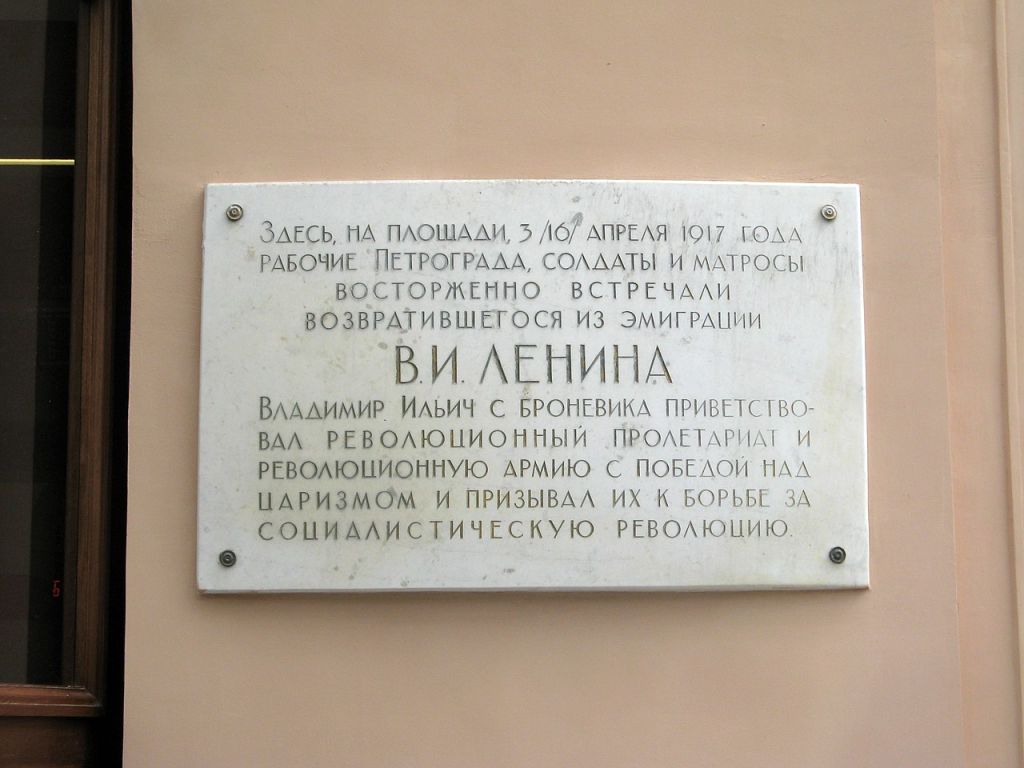 Здесь, на площади, 3 /16/ апреля 1917 года
рабочие Петрограда, солдаты и матросы
восторженно встречали
возвратившегося из эмиграции
В.И. ЛЕНИНА
Владимир Ильич с броневика приветство-
вал революционный пролетариат и
революционную армию с победой над
царизмом и призывал их к борьбе за
социалистическую революцию.